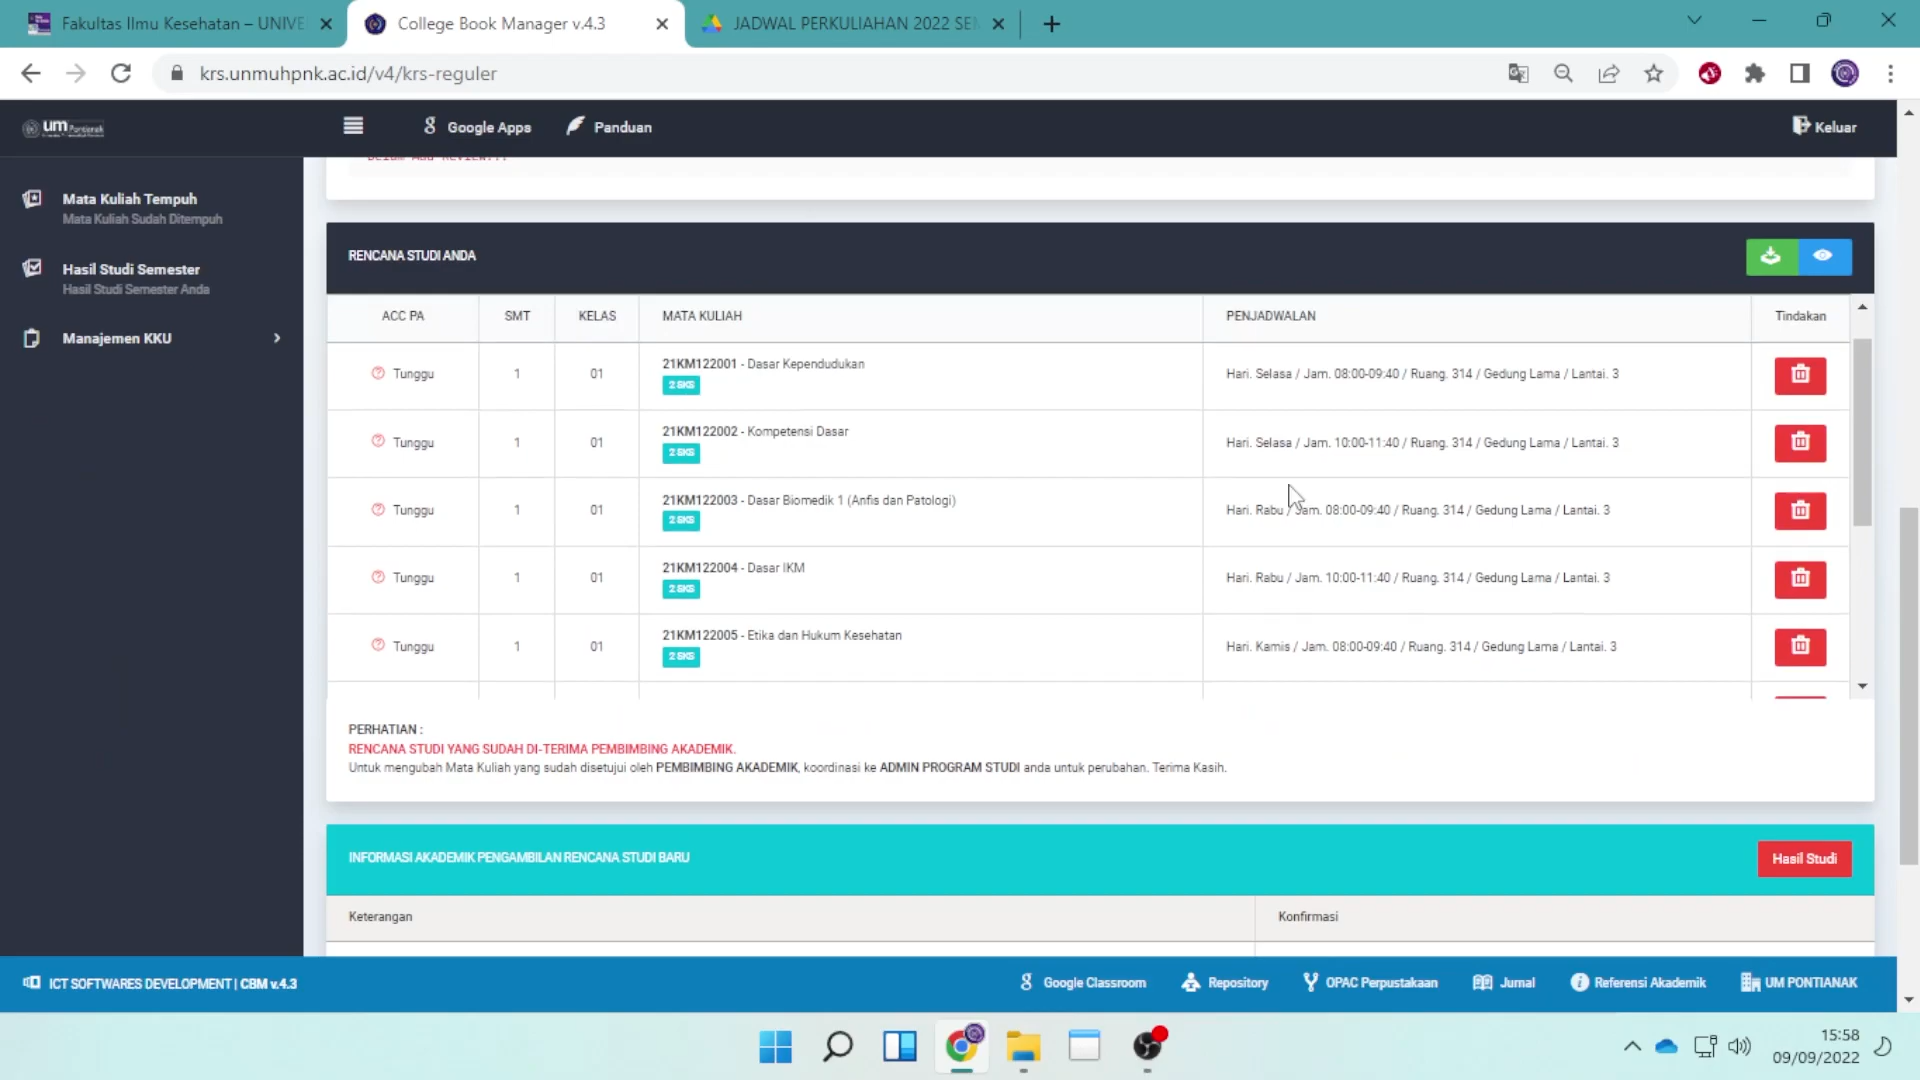 Fakultas Ilmu Kesehatan – UNIVE
College Book Manager v.4.3
JADWAL PERKULIAHAN 2022 SEM
krs.unmuhpnk.ac.id/v4/krs-reguler
um Pontianak
Google Apps
Panduan
Keluar
Mata Kuliah Tempuh
Mata Kuliah Sudah Ditempuh
Hasil Studi Semester
Hasil Studi Semester Anda
Manajemen KKU
RENCANA STUDI ANDA
ACC PA SMT KELAS MATA KULIAH PENJADWALAN Tindakan
Tunggu 1 01 21KM122001 - Dasar Kependudukan Hari. Selasa / Jam. 08:00-09:40 / Ruang. 314 / Gedung Lama / Lantai. 3
2 SKS
Tunggu 1 01 21KM122002 - Kompetensi Dasar Hari. Selasa / Jam. 10:00-11:40 / Ruang. 314 / Gedung Lama / Lantai. 3
2 SKS
Tunggu 1 01 21KM122003 - Dasar Biomedik 1 (Anfis dan Patologi) Hari. Rabu / Jam. 08:00-09:40 / Ruang. 314 / Gedung Lama / Lantai. 3
2 SKS
Tunggu 1 01 21KM122004 - Dasar IKM Hari. Rabu / Jam. 10:00-11:40 / Ruang. 314 / Gedung Lama / Lantai. 3
2 SKS
Tunggu 1 01 21KM122005 - Etika dan Hukum Kesehatan Hari. Kamis / Jam. 08:00-09:40 / Ruang. 314 / Gedung Lama / Lantai. 3
2 SKS
PERHATIAN :
RENCANA STUDI YANG SUDAH DI-TERIMA PEMBIMBING AKADEMIK.
Untuk mengubah Mata Kuliah yang sudah disetujui oleh PEMBIMBING AKADEMIK, koordinasi ke ADMIN PROGRAM STUDI anda untuk perubahan. Terima Kasih.
INFORMASI AKADEMIK PENGAMBILAN RENCANA STUDI BARU
Hasil Studi
Keterangan Konfirmasi
ICT SOFTWARES DEVELOPMENT | CBM v.4.3
Google Classroom
Repository
OPAC Perpustakaan
Jurnal
Referensi Akademik
UM PONTIANAK
15:58
09/09/2022